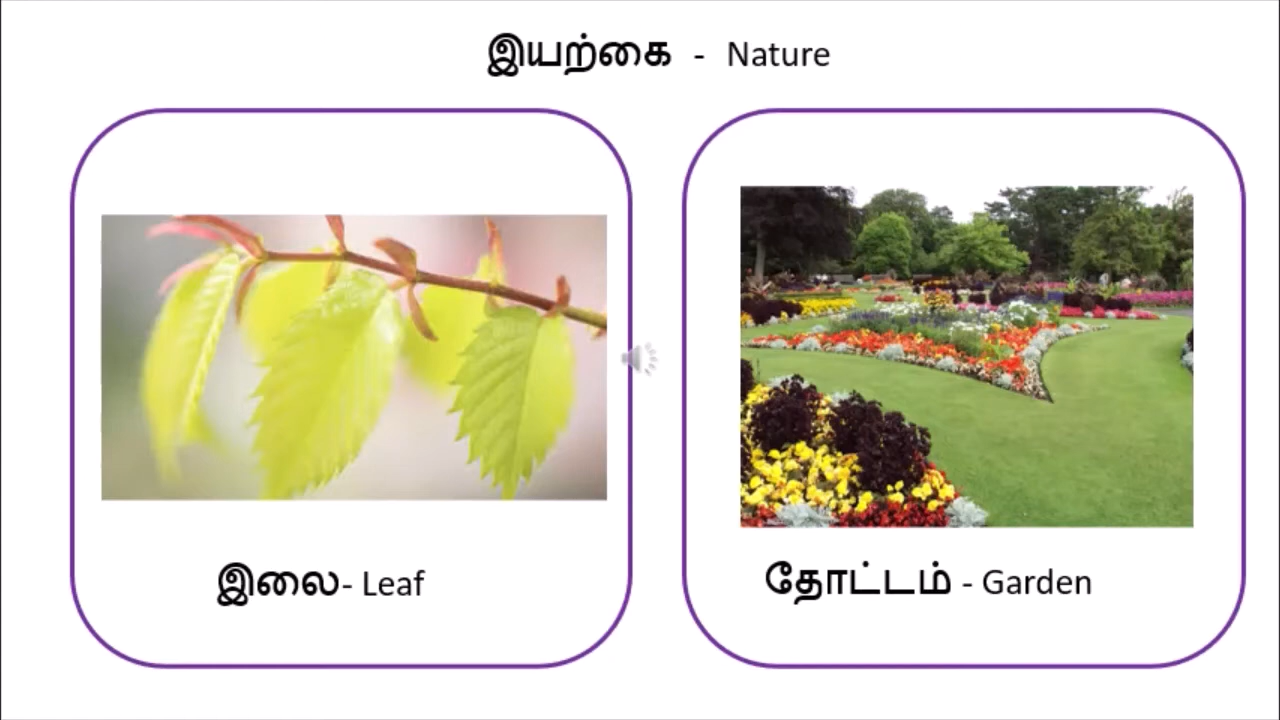 இயற்கை - Nature
இலை- Leaf
தோட்டம் - Garden